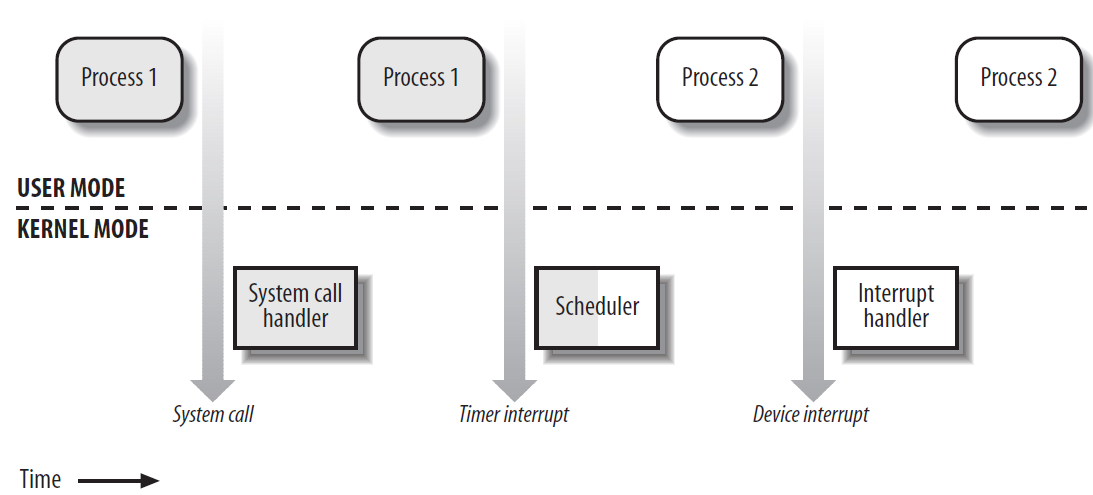 Process 1
Process 1
Process 2
Process 2
USER MODE
KERNEL MODE
System call
handler
Scheduler
Interrupt
handler
System call
Timer interrupt
Device interrupt
Time